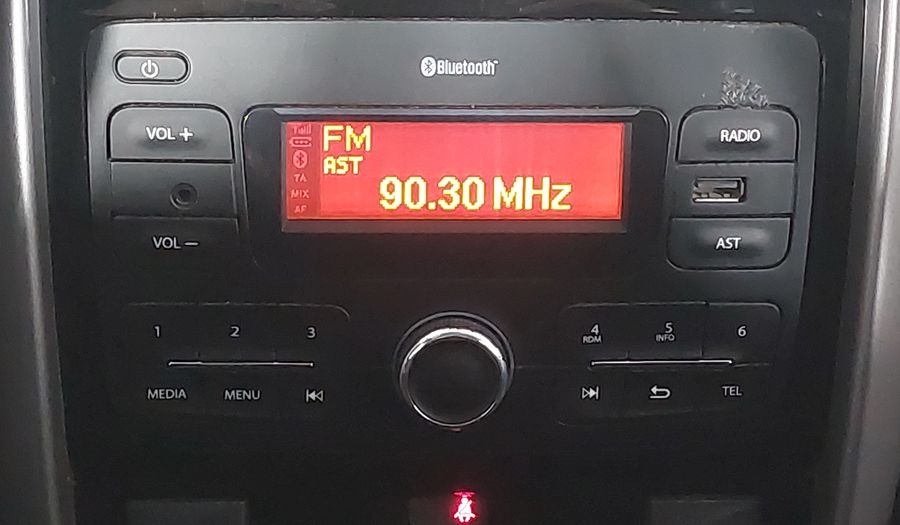 Bluetooth
VOL +
FM
AST
90.30 MHz
TA
MIX
AF
RADIO
VOL −
AST
1
2
3
4
RDM
5
INFO
6
MEDIA
MENU
TEL